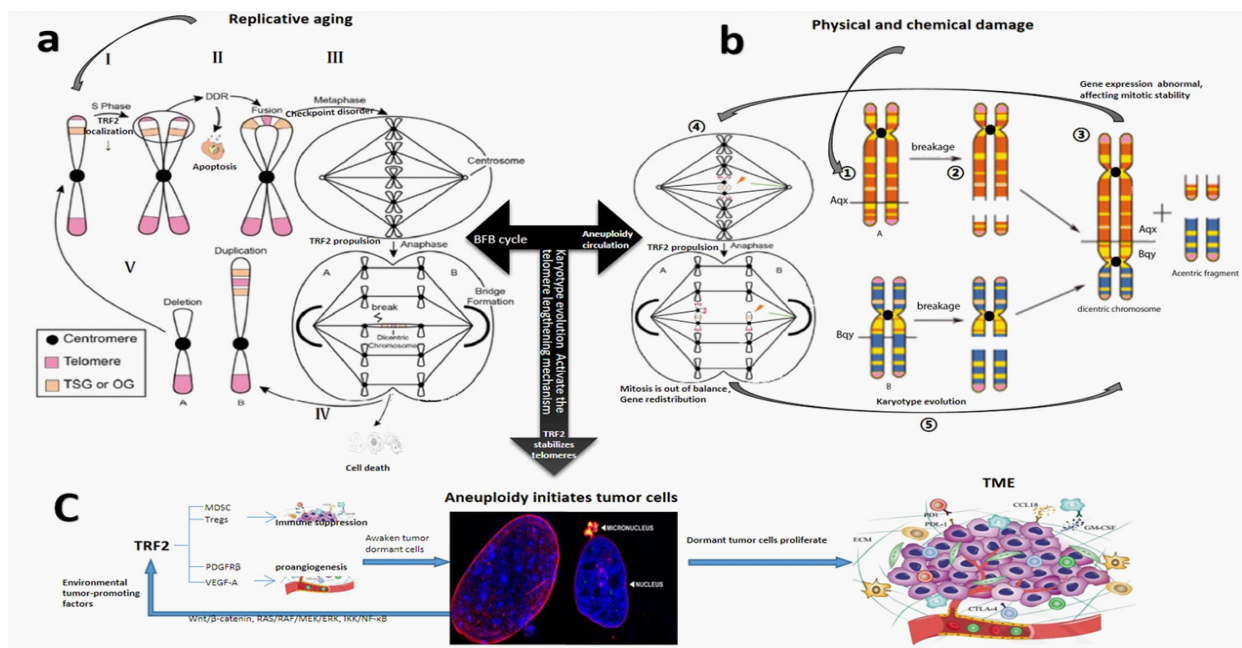 a
Replicative aging
I
II
III
S Phase
TRF2
localization
↓
DDR
Apoptosis
Fusion
Metaphase
Checkpoint disorder
Centrosome
TRF2 propulsion
Anaphase
A
B
Bridge
Formation
break
Dicentric
Chromosome
IV
Cell death
V
Duplication
Deletion
A
B
Centromere
Telomere
TSG or OG
BFB cycle
Aneuploidy
circulation
Karyotype evolution Activate the
telomere lengthening mechanism
TRF2
stabilizes
telomeres
b
Physical and chemical damage
Gene expression abnormal,
affecting mitotic stability
④
TRF2 propulsion
Anaphase
A
B
Mitosis is out of balance,
Gene redistribution
①
Aqx
A
breakage
②
Bqy
B
breakage
③
Aqx
Bqy
dicentric chromosome
+
Acentric fragment
Karyotype evolution
⑤
C
TRF2
MDSC
Tregs
Immune suppression
PDGFRβ
VEGF-A
proangiogenesis
Environmental
tumor-promoting
factors
Wnt/β-catenin, RAS/RAF/MEK/ERK, IKK/NF-κB
Awaken tumor
dormant cells
Aneuploidy initiates tumor cells
MICRONUCLEUS
NUCLEUS
Dormant tumor cells proliferate
TME
ECM
PD1
PDL-1
CCL18
GM-CSF
CTLA-4